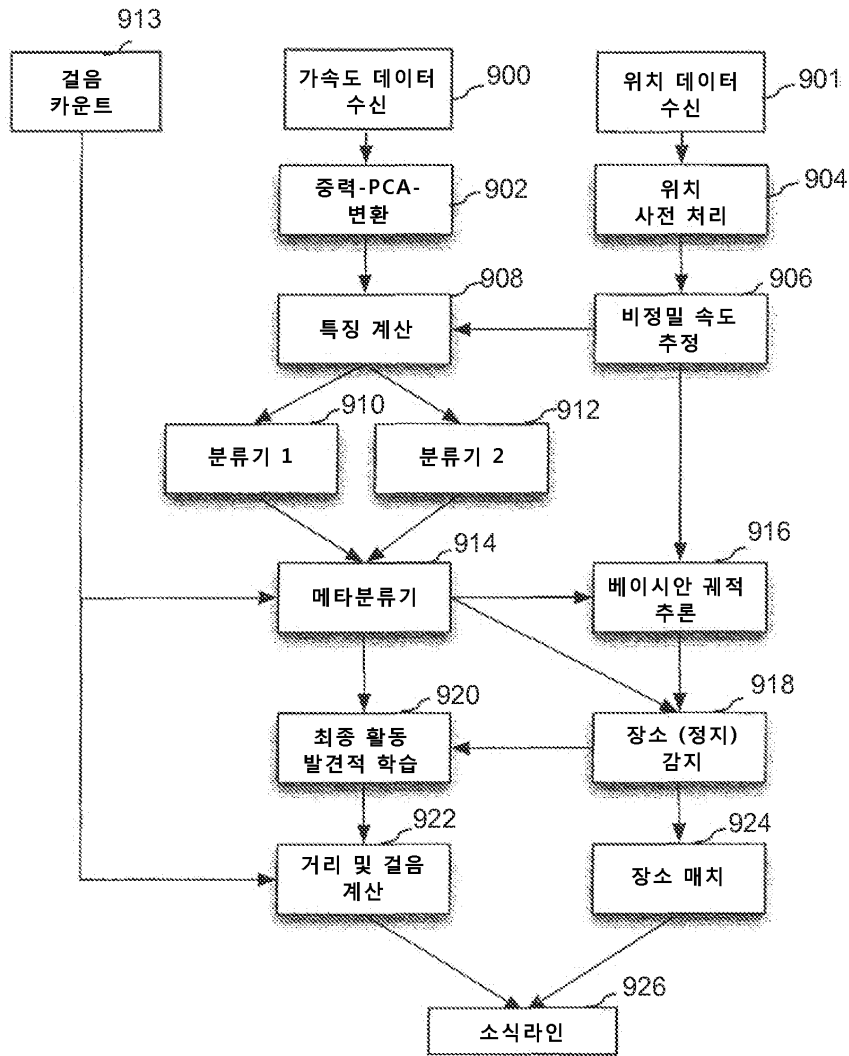 913
걸음
카운트
가속도 데이터
수신
900
위치 데이터
수신
901
중력-PCA-
변환
902
위치
사전 처리
904
908
특징 계산
906
비정밀 속도
추정
910
분류기 1
912
분류기 2
914
메타분류기
916
베이시안 궤적
추론
920
최종 활동
발견적 학습
918
장소 (정지)
감지
922
거리 및 걸음
계산
924
장소 매치
926
소식라인